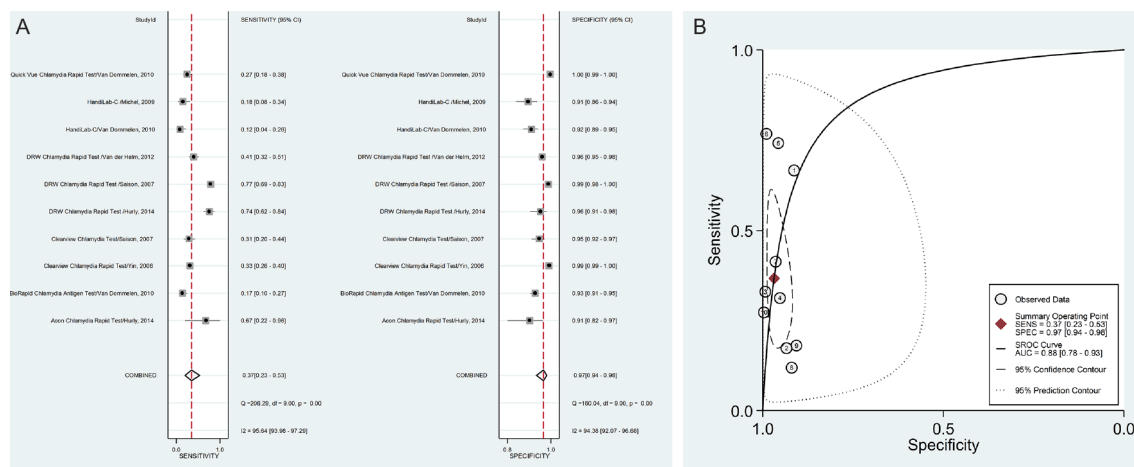 A
StudyId SENSITIVITY (95% CI)
Quick Vue Chlamydia Rapid Test/Van Dommelen, 2010 0.27 [0.18 - 0.38]
HandiLab-C /Michel, 2009 0.18 [0.08 - 0.34]
HandiLab-C/Van Dommelen, 2010 0.12 [0.04 - 0.26]
DRW Chlamydia Rapid Test /Van der Helm, 2012 0.41 [0.32 - 0.51]
DRW Chlamydia Rapid Test /Saison, 2007 0.77 [0.69 - 0.83]
DRW Chlamydia Rapid Test /Hurly, 2014 0.74 [0.62 - 0.84]
Clearview Chlamydia Test/Saison, 2007 0.31 [0.20 - 0.44]
Clearview Chlamydia Rapid Test/Yin, 2006 0.33 [0.26 - 0.40]
BioRapid Chlamydia Antigen Test/Van Dommelen, 2010 0.17 [0.10 - 0.27]
Acon Chlamydia Rapid Test/Hurly, 2014 0.67 [0.22 - 0.96]
COMBINED 0.37[0.23 - 0.53]
Q =206.29, df = 9.00, p = 0.00
I2 = 95.64 [93.98 - 97.29]
0.0 1.0
SENSITIVITY
StudyId SPECIFICITY (95% CI)
Quick Vue Chlamydia Rapid Test/Van Dommelen, 2010 1.00 [0.99 - 1.00]
HandiLab-C /Michel, 2009 0.91 [0.86 - 0.94]
HandiLab-C/Van Dommelen, 2010 0.92 [0.89 - 0.95]
DRW Chlamydia Rapid Test /Van der Helm, 2012 0.96 [0.95 - 0.98]
DRW Chlamydia Rapid Test /Saison, 2007 0.99 [0.98 - 1.00]
DRW Chlamydia Rapid Test /Hurly, 2014 0.96 [0.91 - 0.98]
Clearview Chlamydia Test/Saison, 2007 0.95 [0.92 - 0.97]
Clearview Chlamydia Rapid Test/Yin, 2006 0.99 [0.99 - 1.00]
BioRapid Chlamydia Antigen Test/Van Dommelen, 2010 0.93 [0.91 - 0.95]
Acon Chlamydia Rapid Test/Hurly, 2014 0.91 [0.82 - 0.97]
COMBINED 0.97[0.94 - 0.98]
Q =160.04, df = 9.00, p = 0.00
I2 = 94.38 [92.07 - 96.68]
0.8 1.0
SPECIFICITY
B
1.0
0.5
0.0
Sensitivity
1.0 0.5 0.0
Specificity
1
3
4
10
2
9
Observed Data
Summary Operating Point
SENS = 0.37 [0.23 - 0.53]
SPEC = 0.97 [0.94 - 0.98]
SROC Curve
AUC = 0.88 [0.78 - 0.93]
95% Confidence Contour
95% Prediction Contour